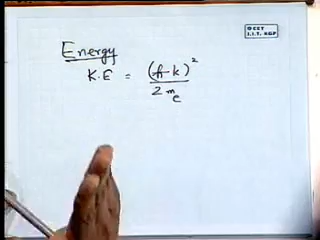 © CET
I.I.T. KGP
Energy
K.E = (ħk)² / 2mₑ